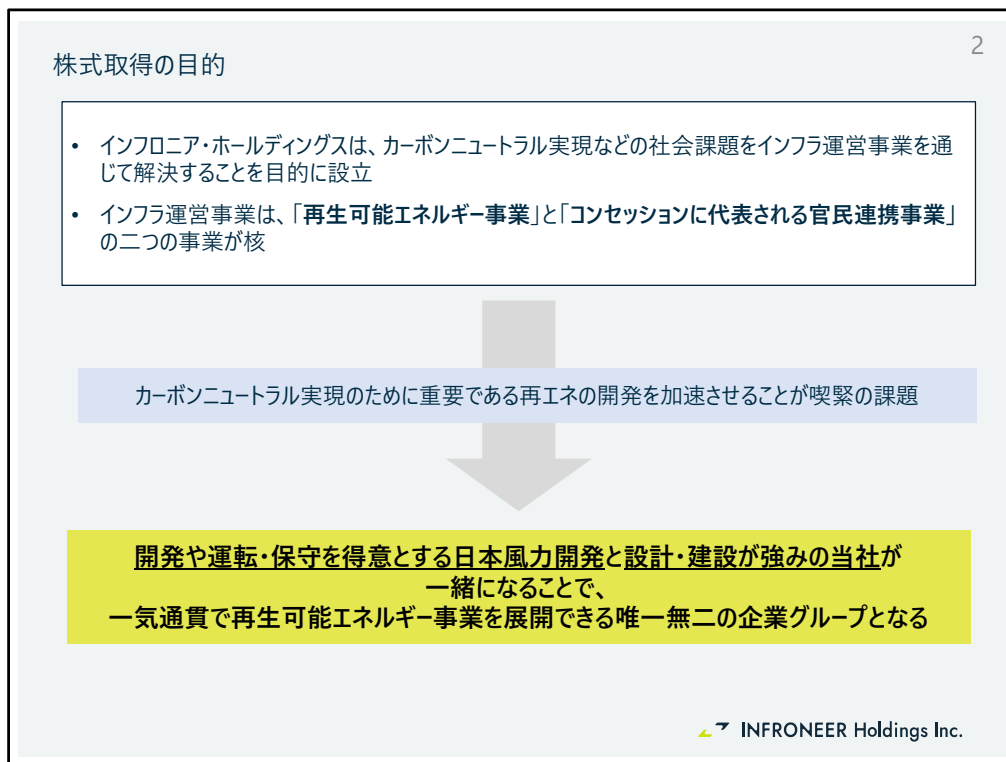 2
株式取得の目的
• インフロニア・ホールディングスは、カーボンニュートラル実現などの社会課題をインフラ運営事業を通
じて解決することを目的に設立
• インフラ運営事業は、「再生可能エネルギー事業」と「コンセッションに代表される官民連携事業」
の二つの事業が核
カーボンニュートラル実現のために重要である再エネの開発を加速させることが喫緊の課題
開発や運転・保守を得意とする日本風力開発と設計・建設が強みの当社が
一緒になることで、
一気通貫で再生可能エネルギー事業を展開できる唯一無二の企業グループとなる
INFRONEER Holdings Inc.